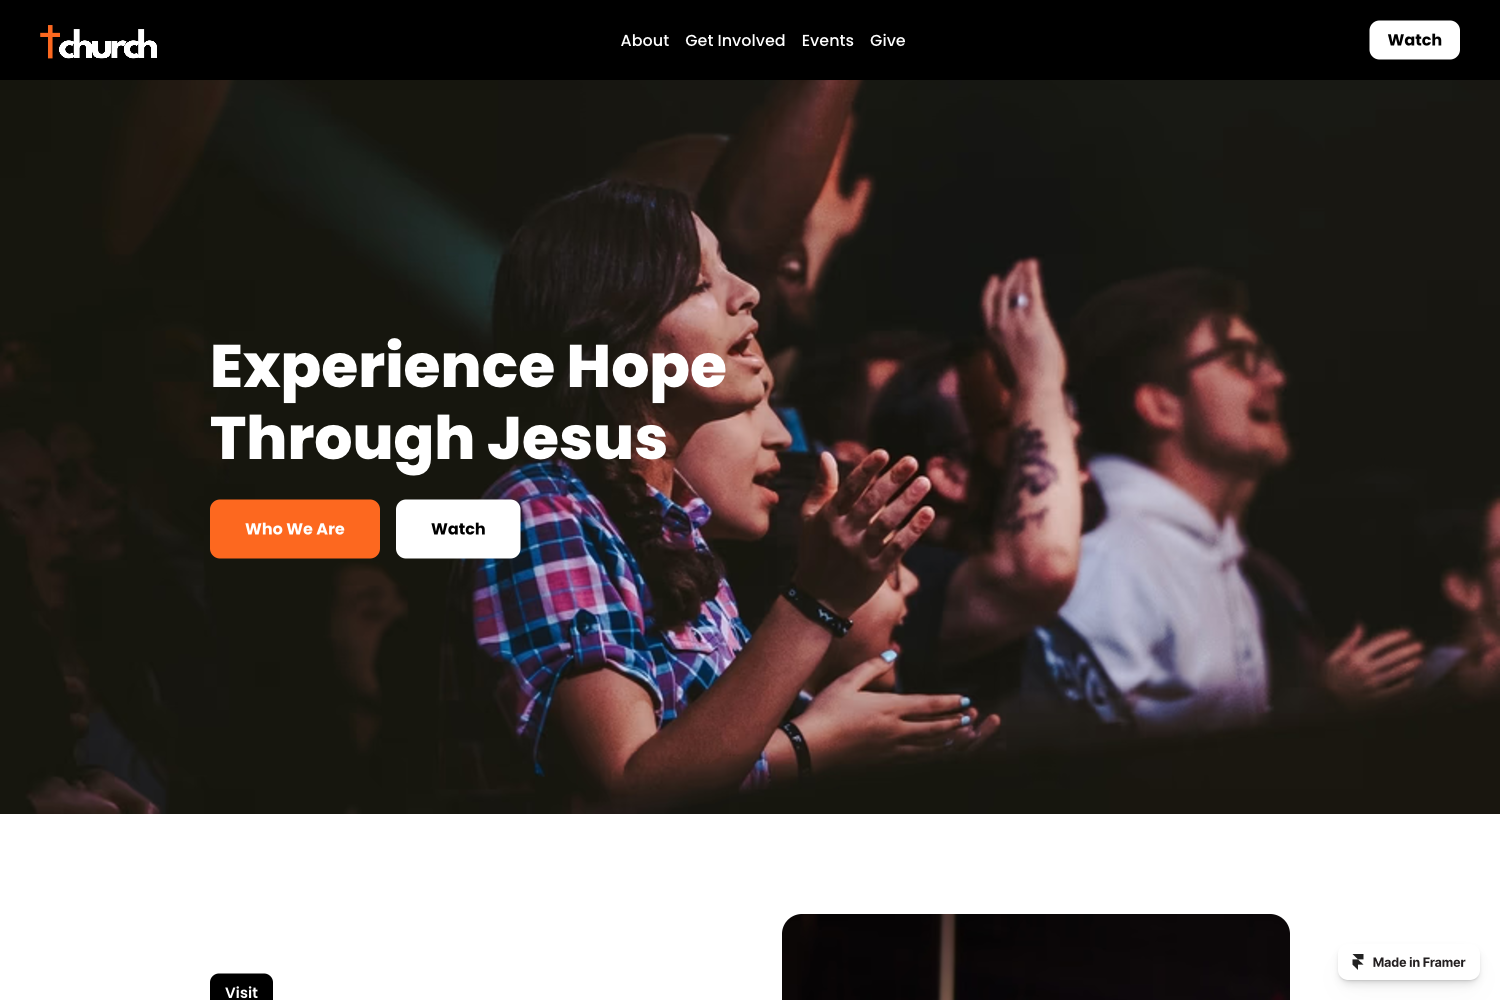 church
About
Get Involved
Events
Give
Watch
Experience Hope
Through Jesus
Who We Are
Watch
Visit
Made in Framer